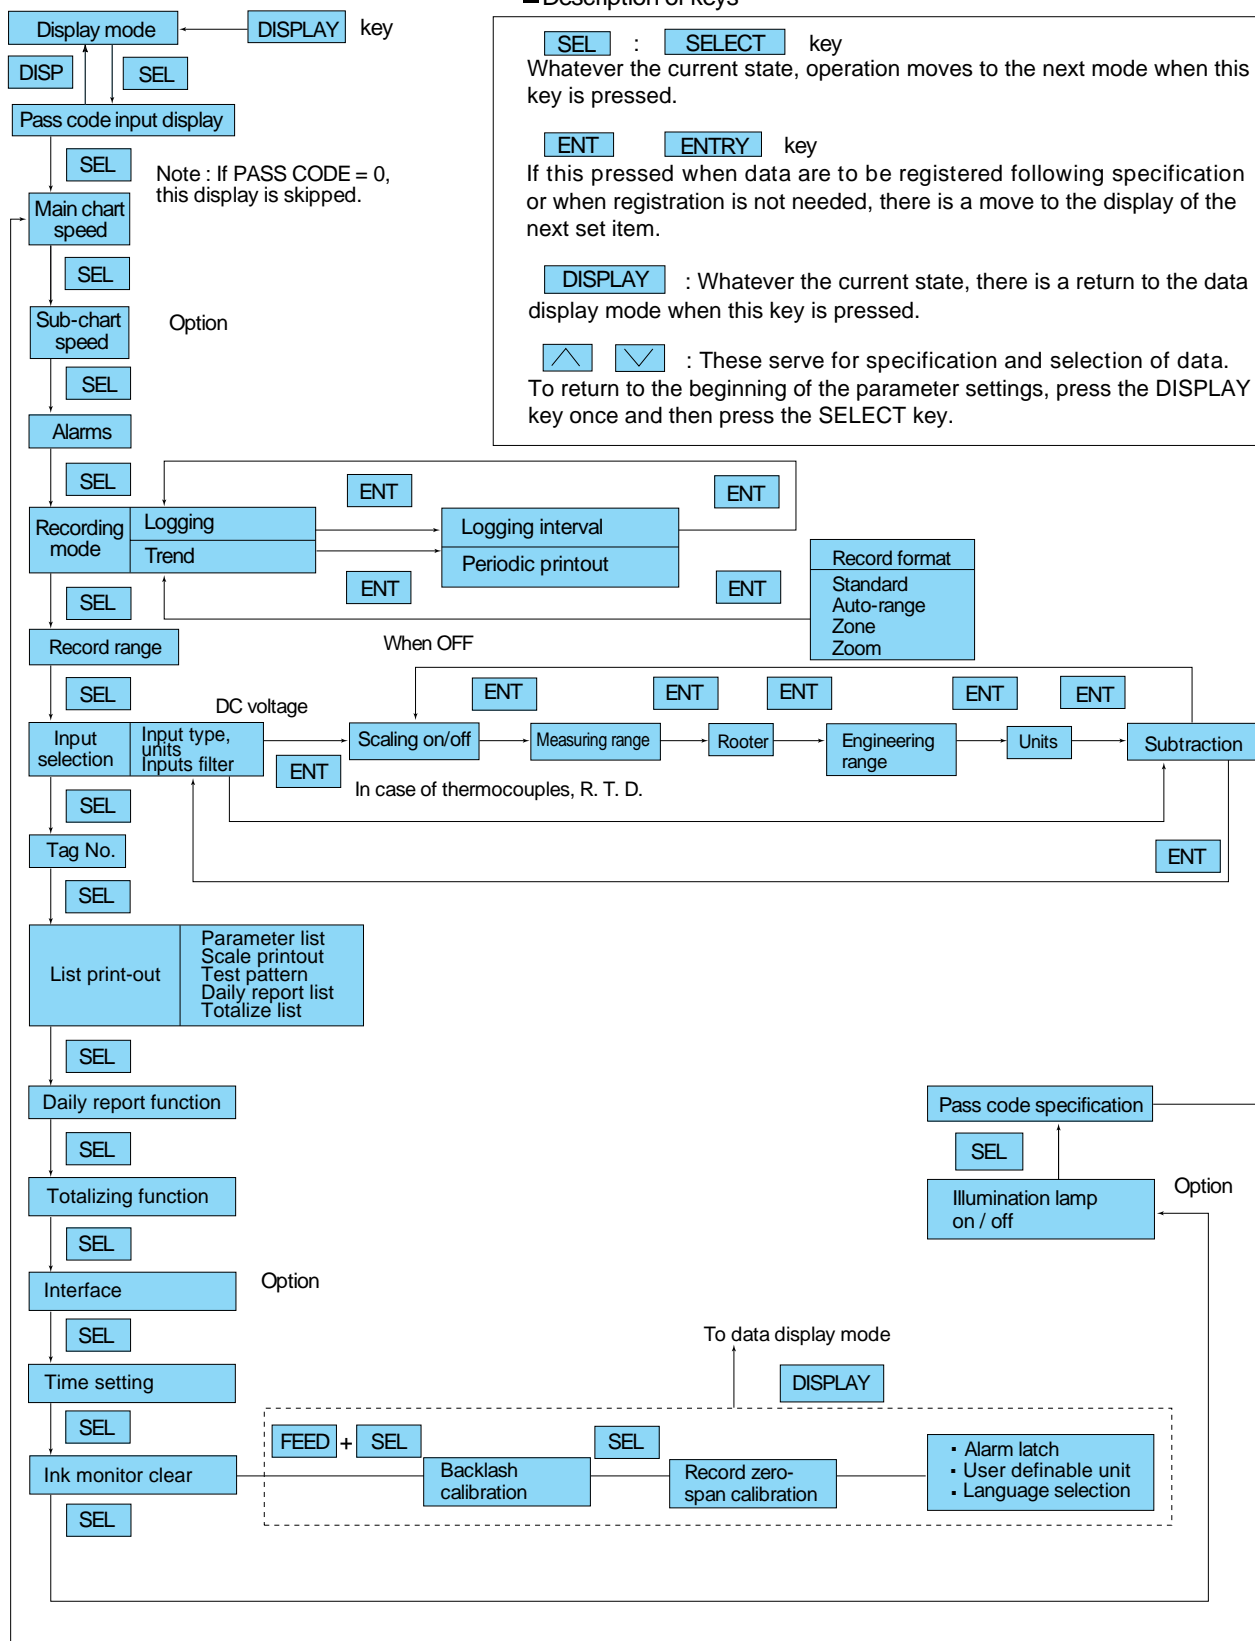 Description of keys
Display mode
DISPLAY key
DISP
SEL
Pass code input display
SEL
Note : If PASS CODE = 0,
this display is skipped.
Main chart
speed
SEL
Sub-chart
speed
Option
SEL
Alarms
SEL
SEL : SELECT key
Whatever the current state, operation moves to the next mode when this
key is pressed.
ENT ENTRY key
If this pressed when data are to be registered following specification
or when registration is not needed, there is a move to the display of the
next set item.
DISPLAY : Whatever the current state, there is a return to the data
display mode when this key is pressed.
: These serve for specification and selection of data.
To return to the beginning of the parameter settings, press the DISPLAY
key once and then press the SELECT key.
Recording
mode
Logging
Trend
ENT
ENT
Logging interval
Periodic printout
ENT
ENT
Record format
Standard
Auto-range
Zone
Zoom
SEL
Record range
When OFF
SEL
DC voltage
ENT
ENT
ENT
ENT
ENT
Input
selection
Input type,
units
Inputs filter
ENT
Scaling on/off
Measuring range
Rooter
Engineering
range
Units
Subtraction
In case of thermocouples, R. T. D.
SEL
Tag No.
ENT
SEL
List print-out
Parameter list
Scale printout
Test pattern
Daily report list
Totalize list
SEL
Daily report function
SEL
Totalizing function
SEL
Interface
Option
SEL
Time setting
SEL
Ink monitor clear
SEL
Pass code specification
SEL
Illumination lamp
on / off
Option
To data display mode
DISPLAY
FEED + SEL
Backlash
calibration
SEL
Record zero-
span calibration
· Alarm latch
· User definable unit
· Language selection